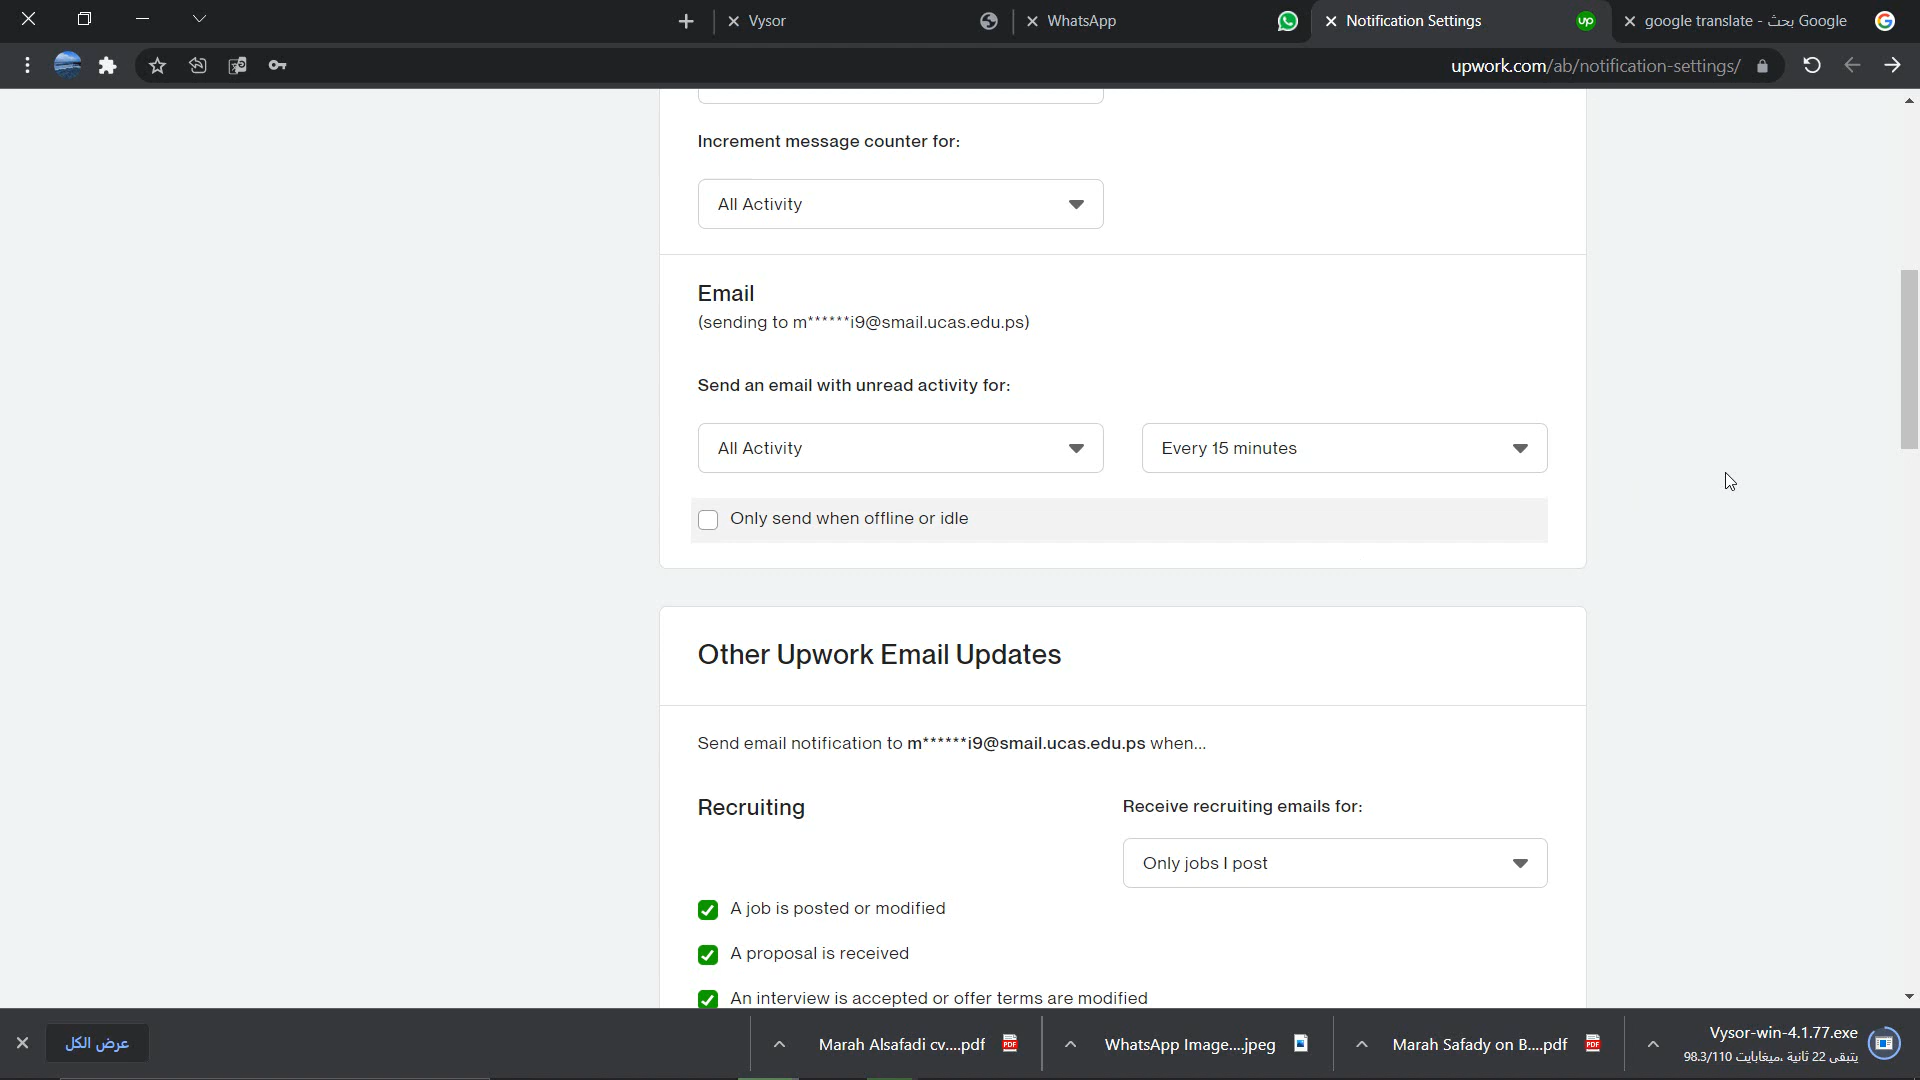 Vysor
WhatsApp
Notification Settings
google translate - بحث Google
upwork.com/ab/notification-settings/
Increment message counter for:
All Activity
Email
(sending to m******i9@smail.ucas.edu.ps)
Send an email with unread activity for:
All Activity
Every 15 minutes
Only send when offline or idle
Other Upwork Email Updates
Send email notification to m******i9@smail.ucas.edu.ps when...
Recruiting
Receive recruiting emails for:
Only jobs I post
A job is posted or modified
A proposal is received
An interview is accepted or offer terms are modified
عرض الكل
Marah Alsafadi cv....pdf
WhatsApp Image....jpeg
Marah Safady on B....pdf
Vysor-win-4.1.77.exe
98.3/110 ميغابايت، يتبقى 22 ثانية